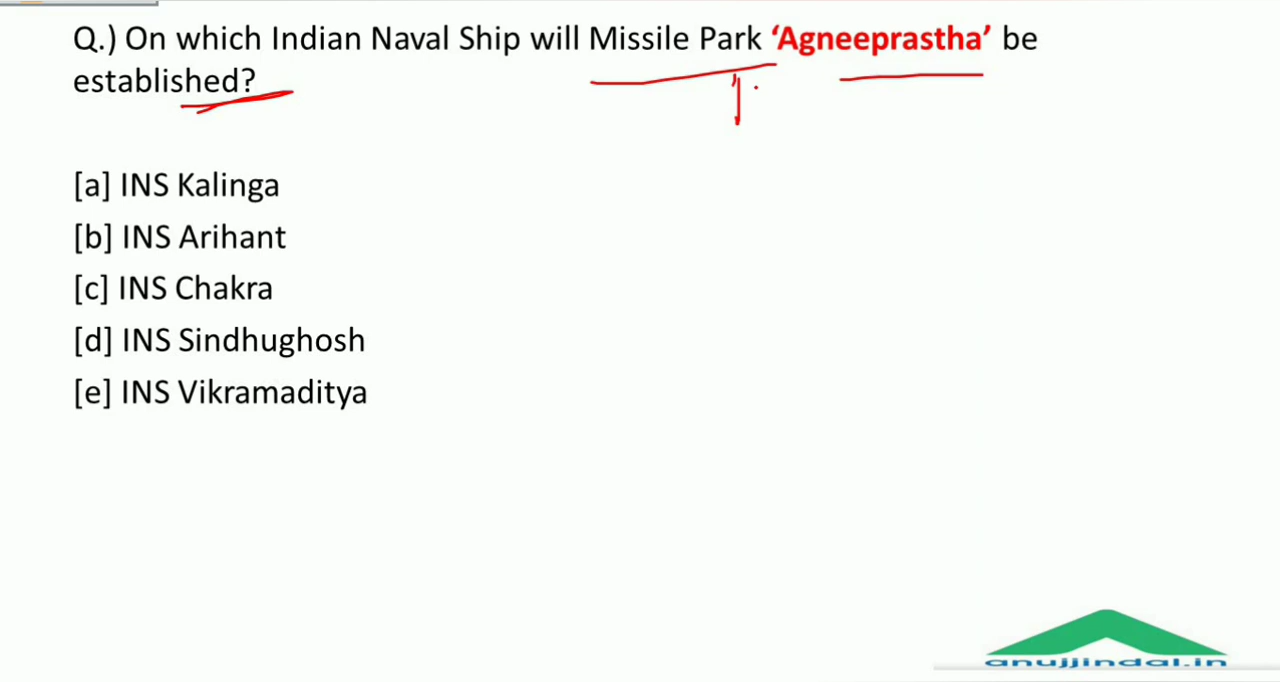 Q.) On which Indian Naval Ship will Missile Park ‘Agneeprastha’ be
established?
[a] INS Kalinga
[b] INS Arihant
[c] INS Chakra
[d] INS Sindhughosh
[e] INS Vikramaditya
anujjindal.in